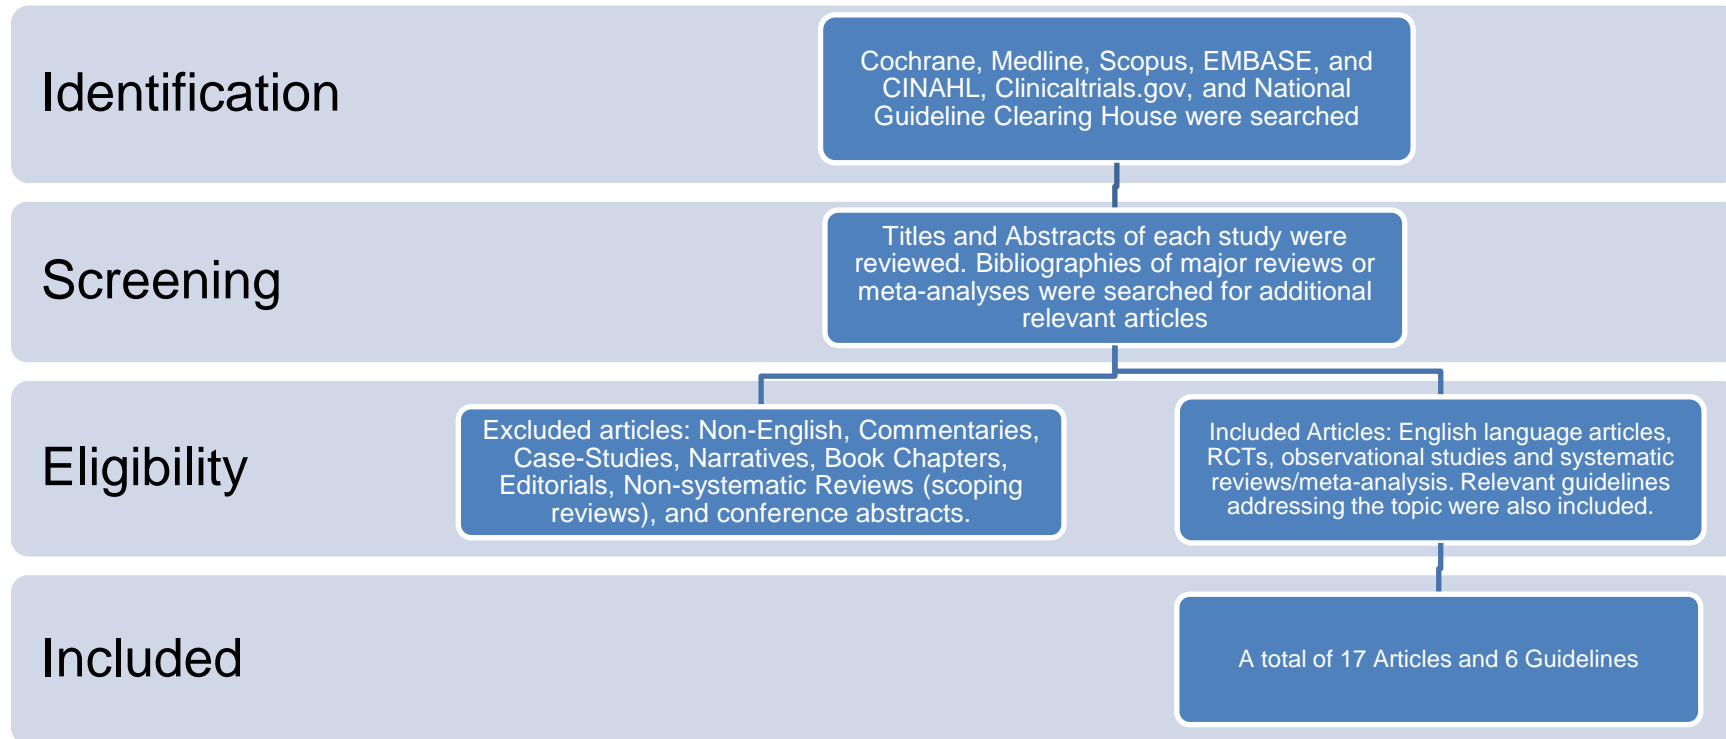 Identification
Cochrane, Medline, Scopus, EMBASE, and
CINAHL, Clinicaltrials.gov, and National
Guideline Clearing House were searched
Screening
Titles and Abstracts of each study were
reviewed. Bibliographies of major reviews or
meta-analyses were searched for additional
relevant articles
Eligibility
Excluded articles: Non-English, Commentaries,
Case-Studies, Narratives, Book Chapters,
Editorials, Non-systematic Reviews (scoping
reviews), and conference abstracts.
Included Articles: English language articles,
RCTs, observational studies and systematic
reviews/meta-analysis. Relevant guidelines
addressing the topic were also included.
Included
A total of 17 Articles and 6 Guidelines